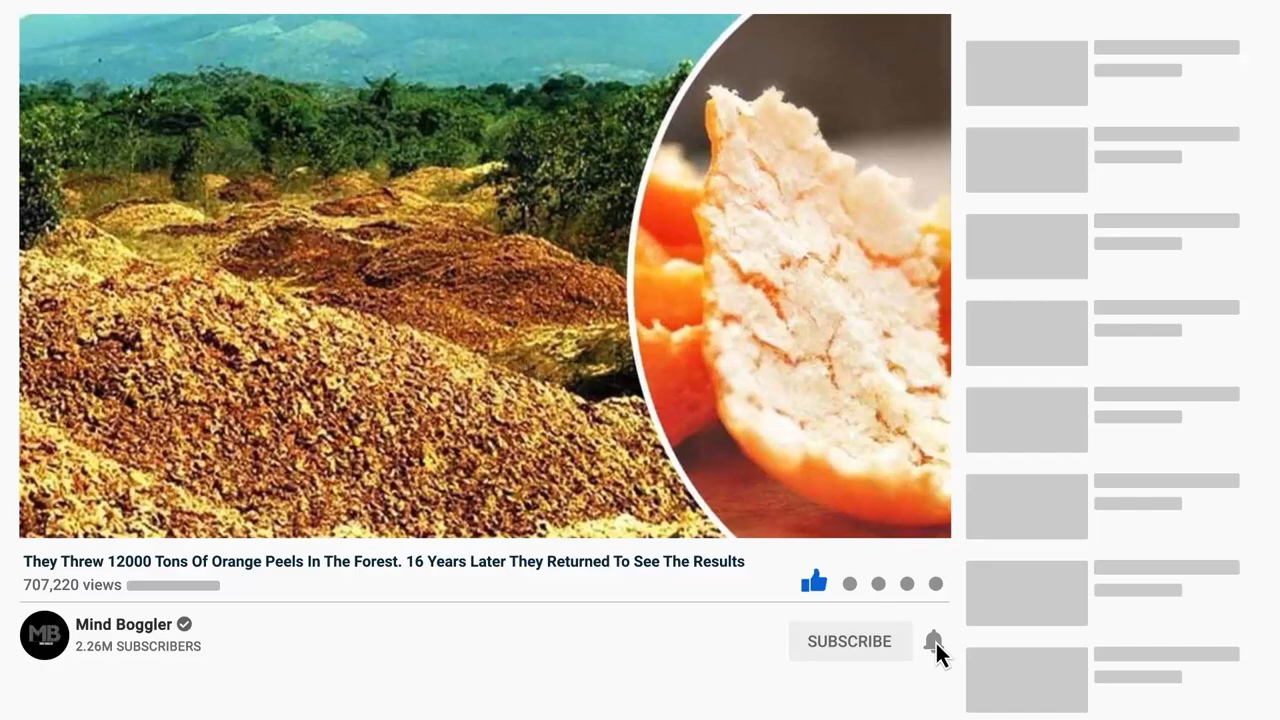 They Threw 12000 Tons Of Orange Peels In The Forest. 16 Years Later They Returned To See The Results
707,220 views
MB
Mind Boggler
2.26M SUBSCRIBERS
SUBSCRIBE